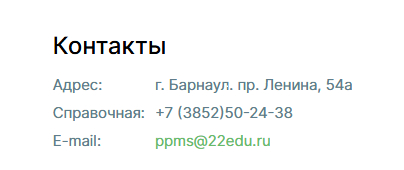 Контакты
Адрес: г. Барнаул. пр. Ленина, 54а
Справочная: +7 (3852)50-24-38
E-mail: ppms@22edu.ru